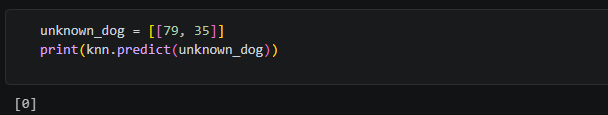 unknown_dog = [[79, 35]]
print(knn.predict(unknown_dog))
[0]